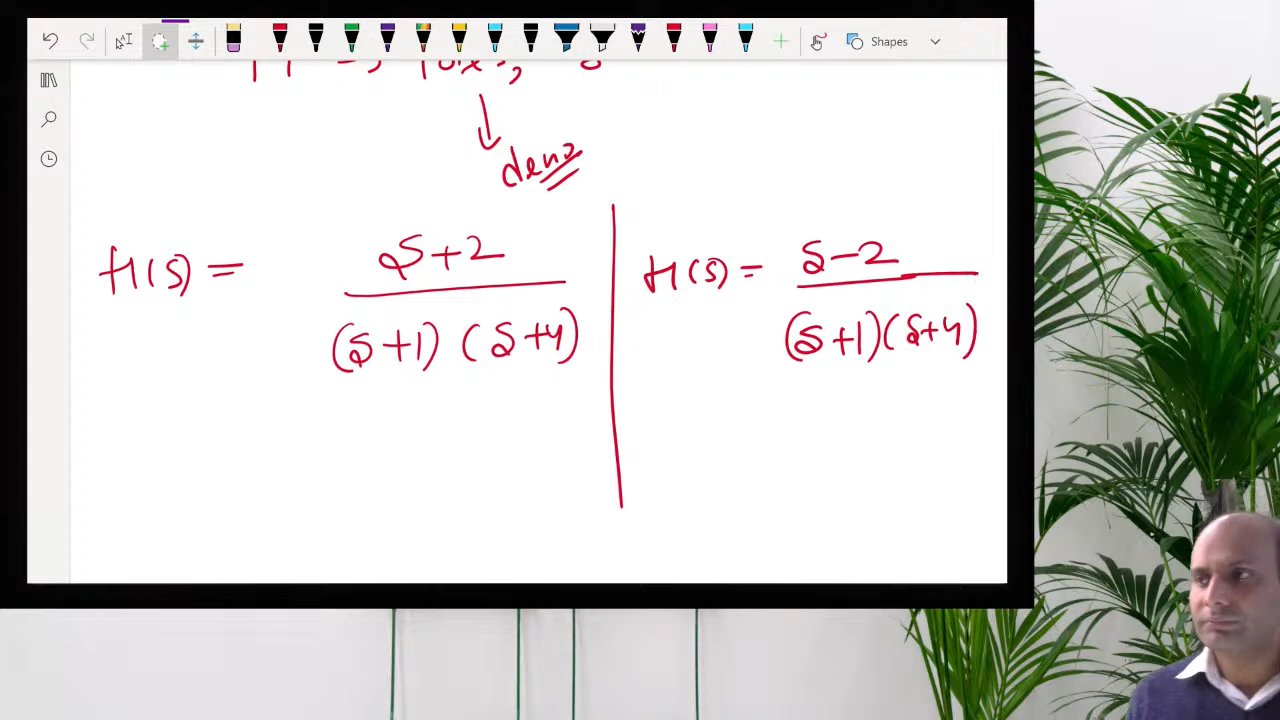 Shapes
deno
H(s) = S+2 / (S+1) (S+4)
H(s) = S-2 / (S+1)(S+4)